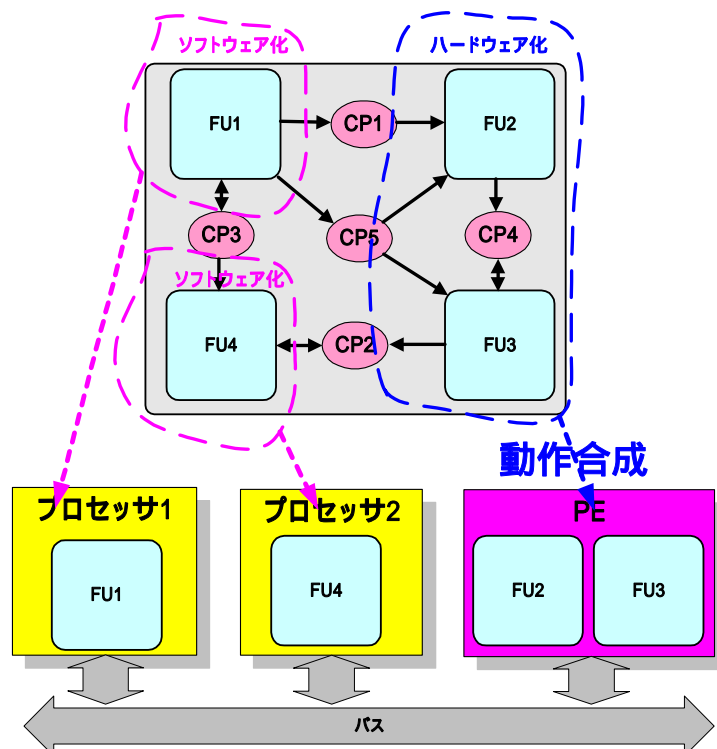 ソフトウェア化
ハードウェア化
FU1
CP1
FU2
CP3
CP5
CP4
ソフトウェア化
FU4
CP2
FU3
動作合成
プロセッサ1
プロセッサ2
PE
FU1
FU4
FU2
FU3
バス